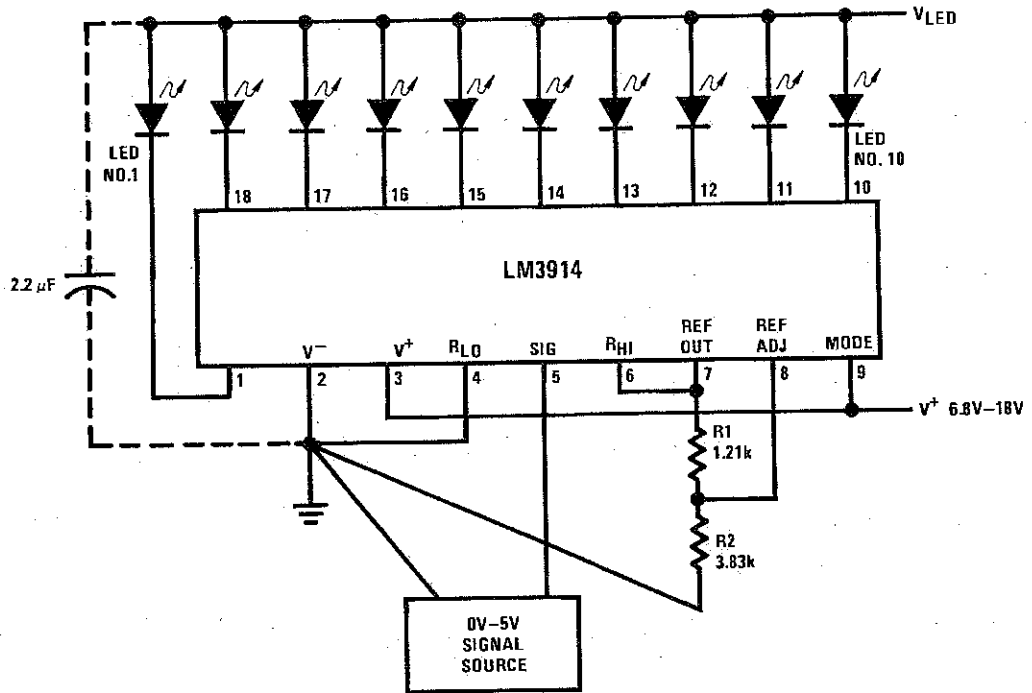 VLED
LED
NO.1
LED
NO. 10
18
17
16
15
14
13
12
11
10
LM3914
2.2 µF
V−
V+
RLO
SIG
RHI
REF
OUT
REF
ADJ
MODE
1
2
3
4
5
6
7
8
9
V+ 6.8V–18V
R1
1.21k
R2
3.83k
0V–5V
SIGNAL
SOURCE